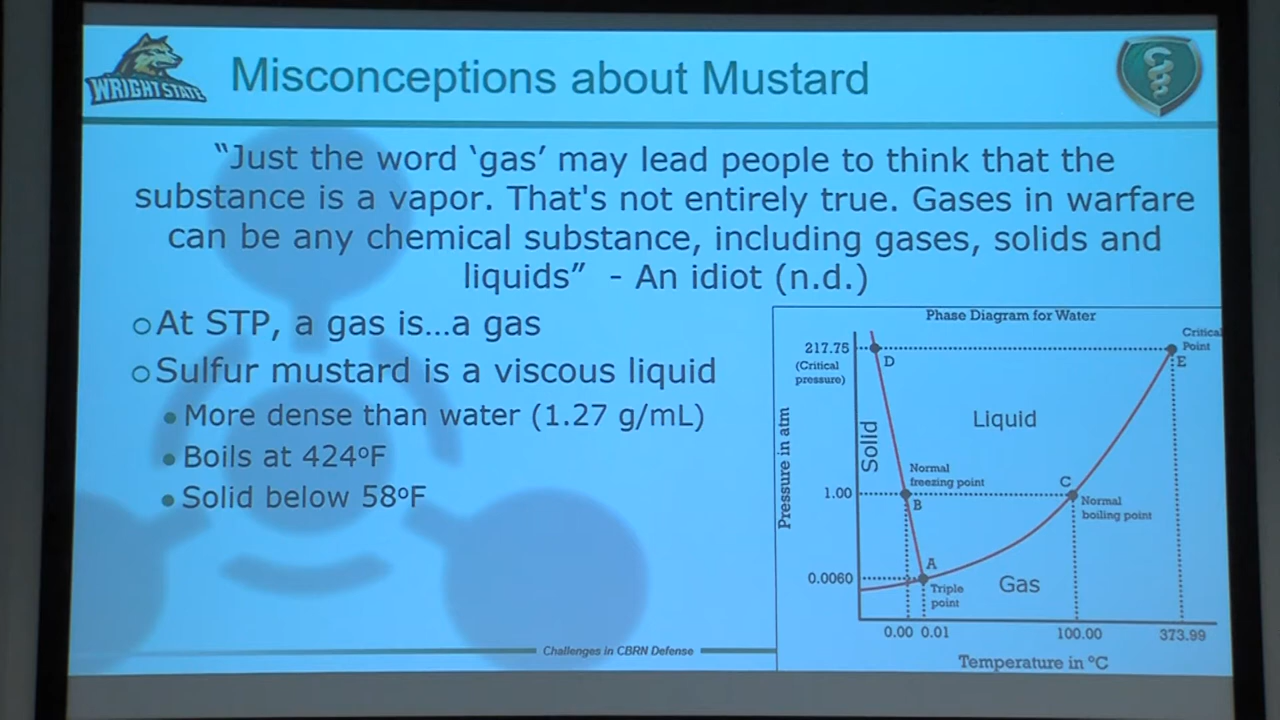 WRIGHT STATE
Misconceptions about Mustard
“Just the word ‘gas’ may lead people to think that the
substance is a vapor. That's not entirely true. Gases in warfare
can be any chemical substance, including gases, solids and
liquids” - An idiot (n.d.)
At STP, a gas is...a gas
Sulfur mustard is a viscous liquid
More dense than water (1.27 g/mL)
Boils at 424ºF
Solid below 58ºF
Phase Diagram for Water
217.75
(Critical
pressure)
Pressure in atm
1.00
0.0060
Solid
Liquid
Gas
D
Critical
Point
E
Normal
freezing point
B
C
Normal
boiling point
A
Triple
point
0.00 0.01 100.00 373.99
Temperature in ºC
Challenges in CBRN Defense